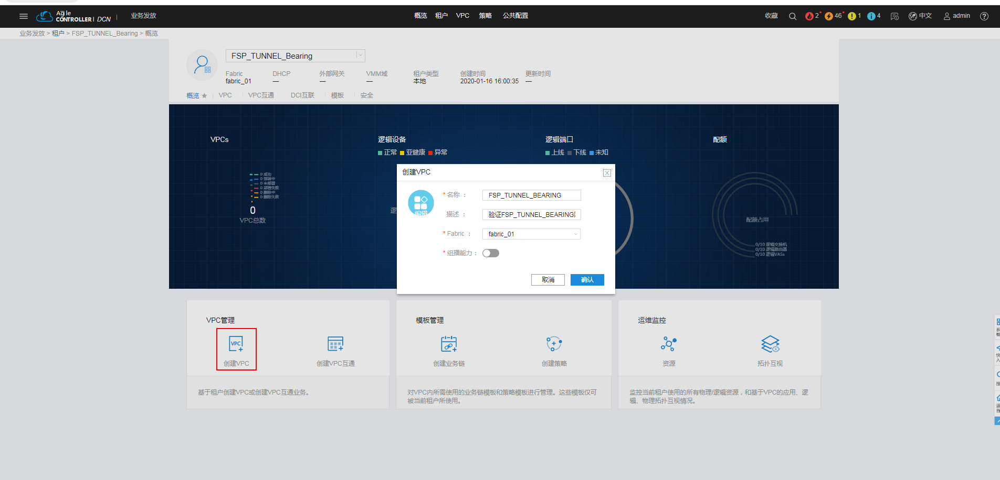 Agile
CONTROLLER | DCN | 业务发放 概览 租户 VPC 策略 公共配置 收藏 2 46 1 4 中文 admin
业务发放 > 租户 > FSP_TUNNEL_Bearing > 概览
FSP_TUNNEL_Bearing
Fabric DHCP 外部网关 VMM域 租户类型 创建时间 更新时间
fabric_01 — — — 本地 2020-01-16 16:00:35 —
概览 VPC VPC互通 DCI互联 模板 安全
VPCs 逻辑设备 逻辑端口 配额
正常 亚健康 异常 上线 下线 未知
0 成功
0 部署中
0 未部署
0 部署失败
0 删除中
0 删除失败
0
VPC总数
逻
配额占用
0/10 逻辑交换机
0/10 逻辑路由器
0/10 逻辑VASs
创建VPC
编辑
* 名称 ： FSP_TUNNEL_BEARING
描述 ： 验证FSP_TUNNEL_BEARING
* Fabric ： fabric_01
* 组播能力 ：
取消 确认
VPC管理 模板管理 运维监控
VPC
创建VPC 创建VPC互通 创建业务链 创建策略 资源 拓扑互视
基于租户创建VPC或创建VPC互通业务。
对VPC内所需使用的业务链模板和策略模板进行管理。这些模板仅可
被当前租户所使用。
监控当前租户使用的所有物理/逻辑资源，和基于VPC的应用、逻
辑、物理拓扑互视情况。